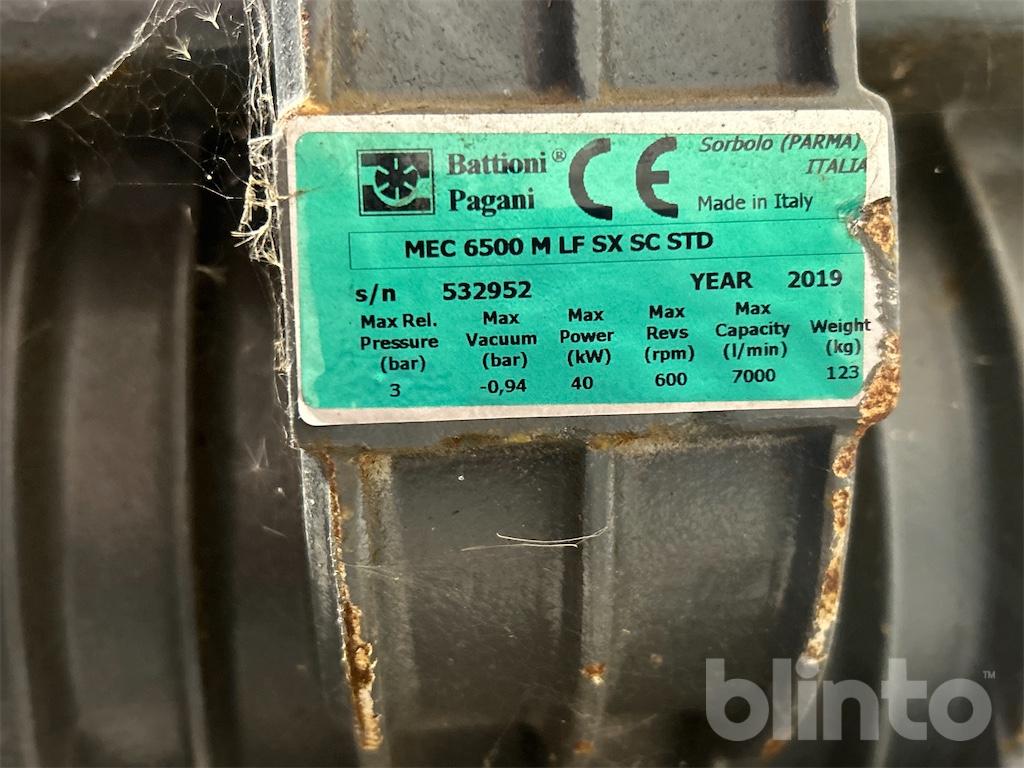 Battioni®
Pagani
CE
Sorbolo (PARMA)
ITALIA
Made in Italy
MEC 6500 M LF SX SC STD
s/n 532952 YEAR 2019
Max Rel. Pressure (bar) Max Vacuum (bar) Max Power (kW) Max Revs (rpm) Max Capacity (l/min) Weight (kg)
3 -0,94 40 600 7000 123
blinto™